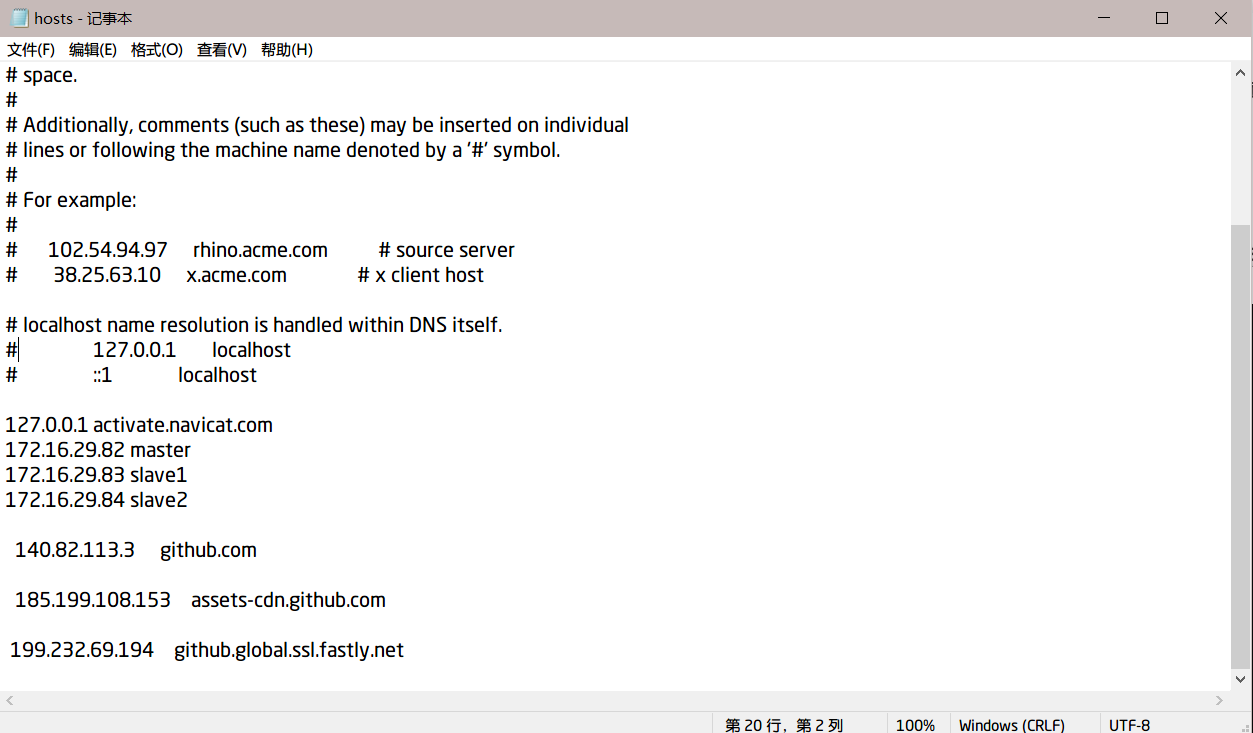 hosts - 记事本
文件(F) 编辑(E) 格式(O) 查看(V) 帮助(H)
# space.
#
# Additionally, comments (such as these) may be inserted on individual
# lines or following the machine name denoted by a '#' symbol.
#
# For example:
#
# 102.54.94.97 rhino.acme.com # source server
# 38.25.63.10 x.acme.com # x client host
# localhost name resolution is handled within DNS itself.
# 127.0.0.1 localhost
# ::1 localhost
127.0.0.1 activate.navicat.com
172.16.29.82 master
172.16.29.83 slave1
172.16.29.84 slave2
140.82.113.3 github.com
185.199.108.153 assets-cdn.github.com
199.232.69.194 github.global.ssl.fastly.net
第 20 行，第 2 列 100% Windows (CRLF) UTF-8